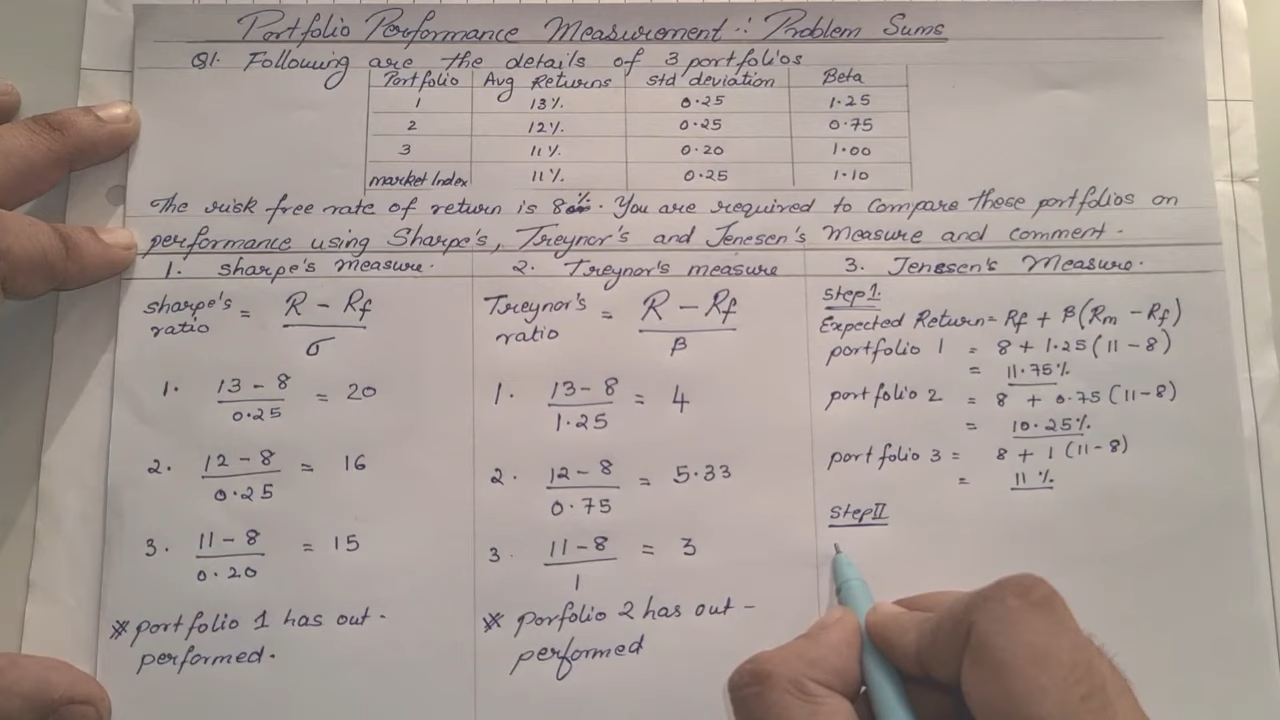 Portfolio Performance Measurement :: Problem Sums
Q1. Following are the details of 3 portfolios
Portfolio Avg Returns Std deviation Beta
1 13% 0.25 1.25
2 12% 0.25 0.75
3 11% 0.20 1.00
market Index 11% 0.25 1.10
The risk free rate of return is 8%. You are required to compare these portfolios on
performance using Sharpe's, Treynor's and Jenesen's Measure and comment.
1. Sharpe's measure.
Sharpe's ratio = R - Rf / σ
1. 13 - 8 / 0.25 = 20
2. 12 - 8 / 0.25 = 16
3. 11 - 8 / 0.20 = 15
* portfolio 1 has out-
performed.
2. Treynor's measure
Treynor's ratio = R - Rf / β
1. 13 - 8 / 1.25 = 4
2. 12 - 8 / 0.75 = 5.33
3. 11 - 8 / 1 = 3
* porfolio 2 has out-
performed
3. Jenesen's Measure.
Step 1.
Expected Return = Rf + β(Rm - Rf)
portfolio 1 = 8 + 1.25(11 - 8)
= 11.75%
portfolio 2 = 8 + 0.75(11-8)
= 10.25%
portfolio 3 = 8 + 1(11-8)
= 11%
Step II